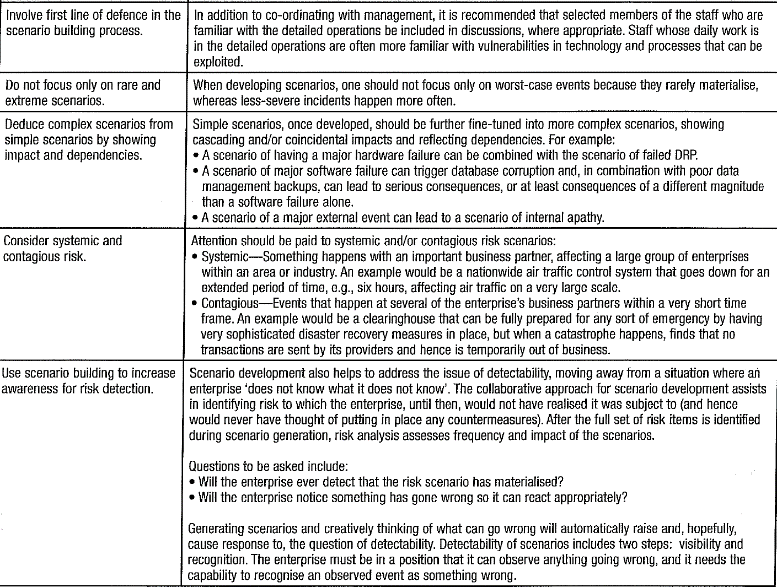 Involve first line of defence in the
scenario building process.
In addition to co-ordinating with management, it is recommended that selected members of the staff who are
familiar with the detailed operations be included in discussions, where appropriate. Staff whose daily work is
in the detailed operations are often more familiar with vulnerabilities in technology and processes that can be
exploited.
Do not focus only on rare and
extreme scenarios.
When developing scenarios, one should not focus only on worst-case events because they rarely materialise,
whereas less-severe incidents happen more often.
Deduce complex scenarios from
simple scenarios by showing
impact and dependencies.
Simple scenarios, once developed, should be further fine-tuned into more complex scenarios, showing
cascading and/or coincidental impacts and reflecting dependencies. For example:
• A scenario of having a major hardware failure can be combined with the scenario of failed DRP.
• A scenario of major software failure can trigger database corruption and, in combination with poor data
management backups, can lead to serious consequences, or at least consequences of a different magnitude
than a software failure alone.
• A scenario of a major external event can lead to a scenario of internal apathy.
Consider systemic and
contagious risk.
Attention should be paid to systemic and/or contagious risk scenarios:
• Systemic—Something happens with an important business partner, affecting a large group of enterprises
within an area or industry. An example would be a nationwide air traffic control system that goes down for an
extended period of time, e.g., six hours, affecting air traffic on a very large scale.
• Contagious—Events that happen at several of the enterprise's business partners within a very short time
frame. An example would be a clearinghouse that can be fully prepared for any sort of emergency by having
very sophisticated disaster recovery measures in place, but when a catastrophe happens, finds that no
transactions are sent by its providers and hence is temporarily out of business.
Use scenario building to increase
awareness for risk detection.
Scenario development also helps to address the issue of detectability, moving away from a situation where an
enterprise 'does not know what it does not know'. The collaborative approach for scenario development assists
in identifying risk to which the enterprise, until then, would not have realised it was subject to (and hence
would never have thought of putting in place any countermeasures). After the full set of risk items is identified
during scenario generation, risk analysis assesses frequency and impact of the scenarios.
Questions to be asked include:
• Will the enterprise ever detect that the risk scenario has materialised?
• Will the enterprise notice something has gone wrong so it can react appropriately?
Generating scenarios and creatively thinking of what can go wrong will automatically raise and, hopefully,
cause response to, the question of detectability. Detectability of scenarios includes two steps: visibility and
recognition. The enterprise must be in a position that it can observe anything going wrong, and it needs the
capability to recognise an observed event as something wrong.